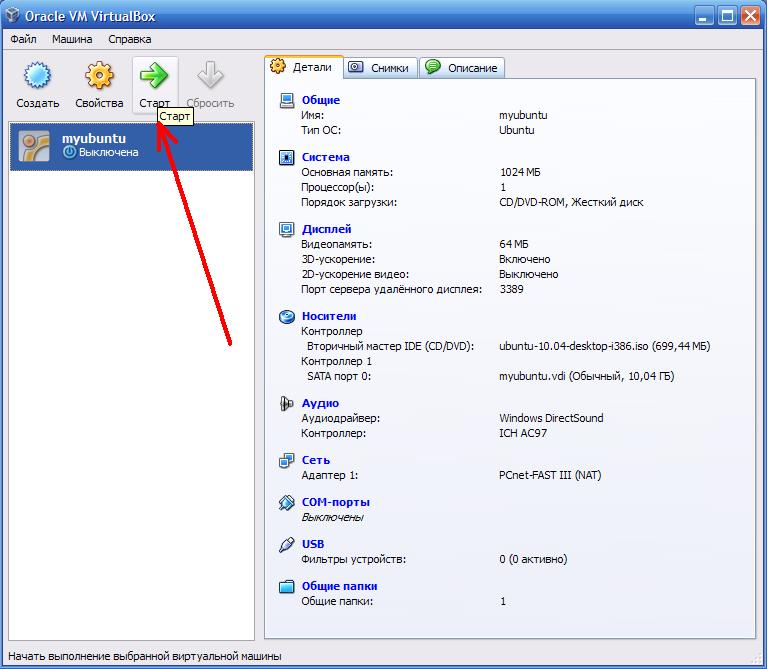 Oracle VM VirtualBox
Файл Машина Справка
Создать Свойства Старт Сбросить
Старт
myubuntu
Выключена
Детали Снимки Описание
Общие
Имя: myubuntu
Тип ОС: Ubuntu
Система
Основная память: 1024 МБ
Процессор(ы): 1
Порядок загрузки: CD/DVD-ROM, Жесткий диск
Дисплей
Видеопамять: 64 МБ
3D-ускорение: Включено
2D-ускорение видео: Выключено
Порт сервера удалённого дисплея: 3389
Носители
Контроллер
Вторичный мастер IDE (CD/DVD): ubuntu-10.04-desktop-i386.iso (699,44 МБ)
Контроллер 1
SATA порт 0: myubuntu.vdi (Обычный, 10,04 ГБ)
Аудио
Аудиодрайвер: Windows DirectSound
Контроллер: ICH AC97
Сеть
Адаптер 1: PCnet-FAST III (NAT)
COM-порты
Выключены
USB
Фильтры устройств: 0 (0 активно)
Общие папки
Общие папки: 1
Начать выполнение выбранной виртуальной машины